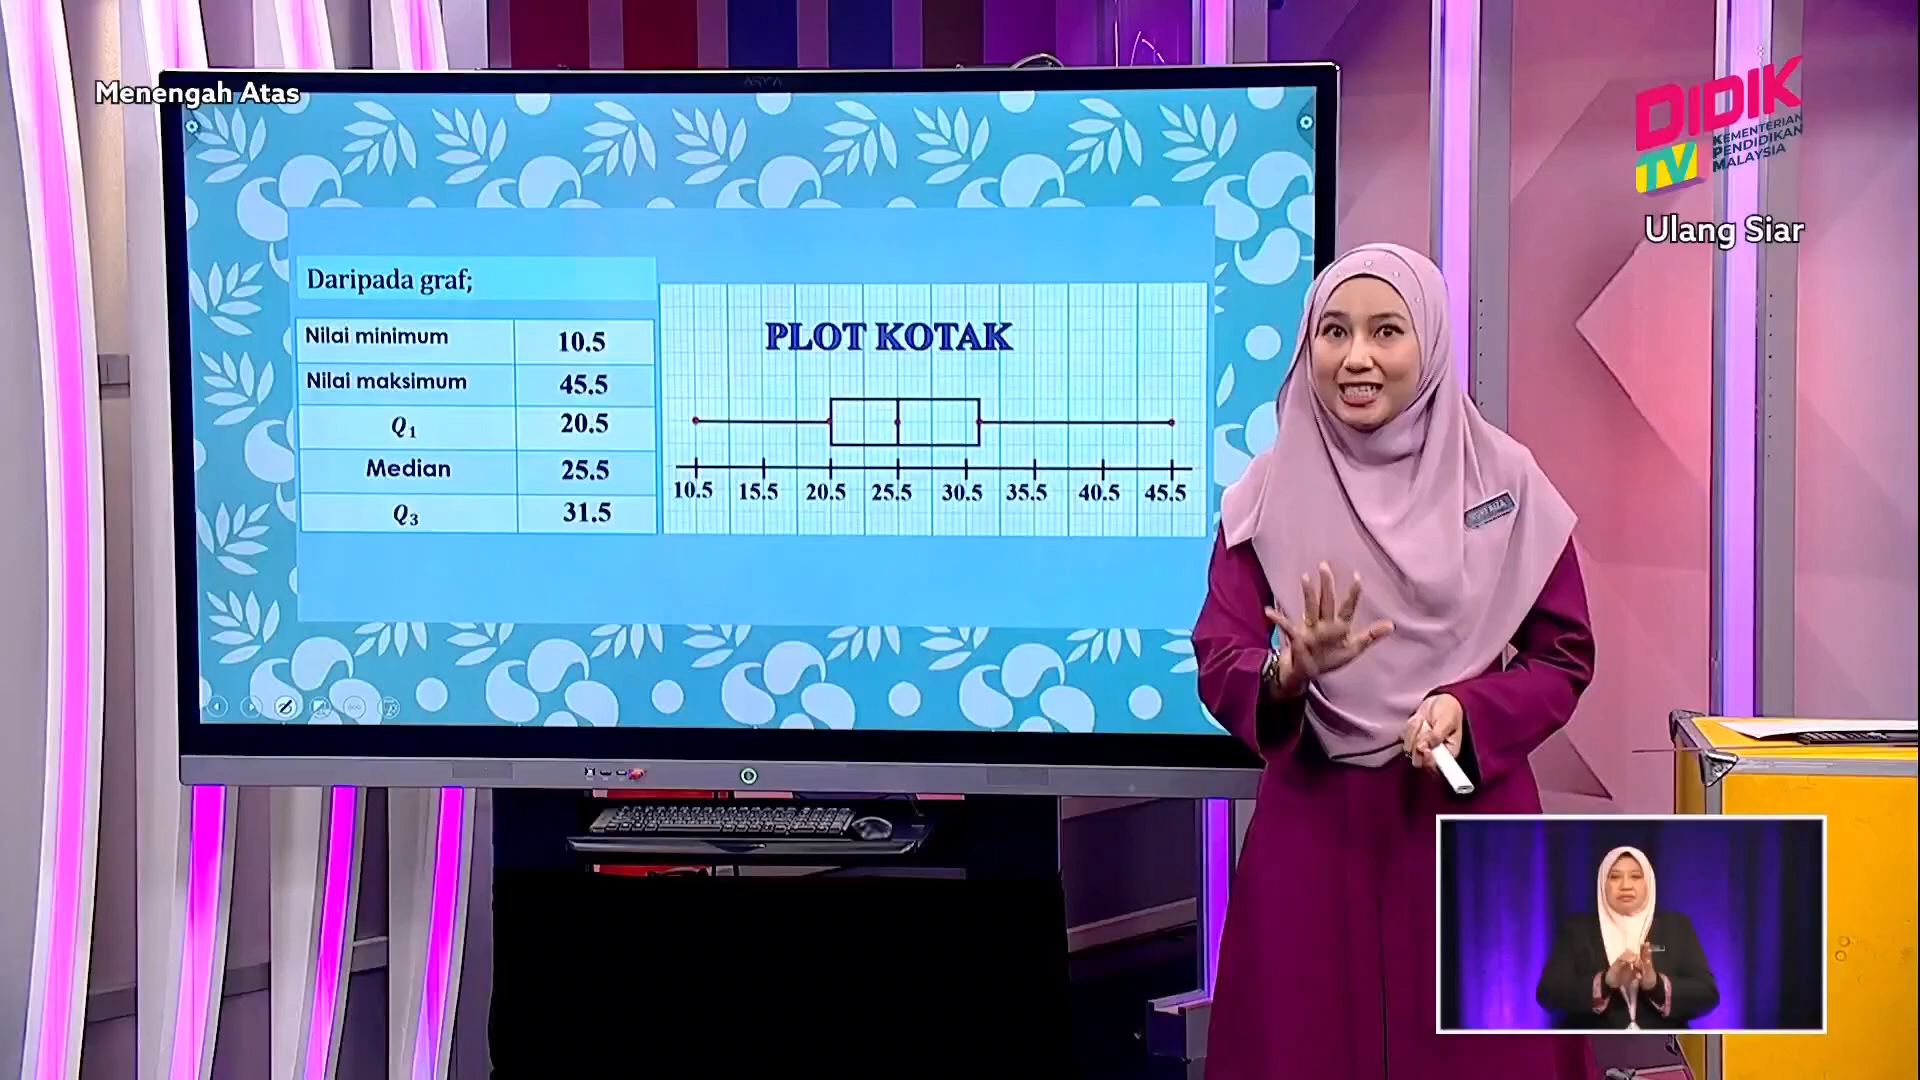 Menengah Atas
DIDIK
TV
KEMENTERIAN
PENDIDIKAN
MALAYSIA
Ulang Siar
Daripada graf;
Nilai minimum 10.5
Nilai maksimum 45.5
Q₁ 20.5
Median 25.5
Q₃ 31.5
PLOT KOTAK
10.5 15.5 20.5 25.5 30.5 35.5 40.5 45.5